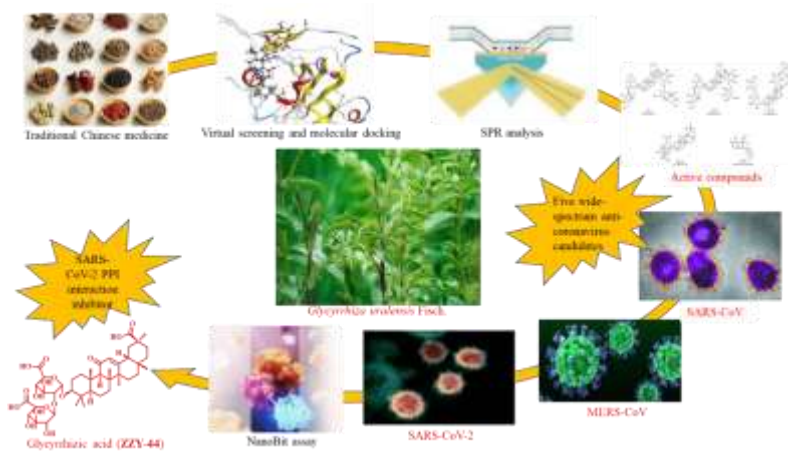 Traditional Chinese medicine
Virtual screening and molecular docking
SPR analysis
Active compounds
Five wide-
spectrum anti-
coronavirus
candidates
SARS-CoV
MERS-CoV
SARS-CoV-2
NanoBit assay
Glycyrrhiza uralensis Fisch.
SARS-
CoV-2 PPI
interaction
inhibitng
Glycyrrhizic acid (ZZY-44)